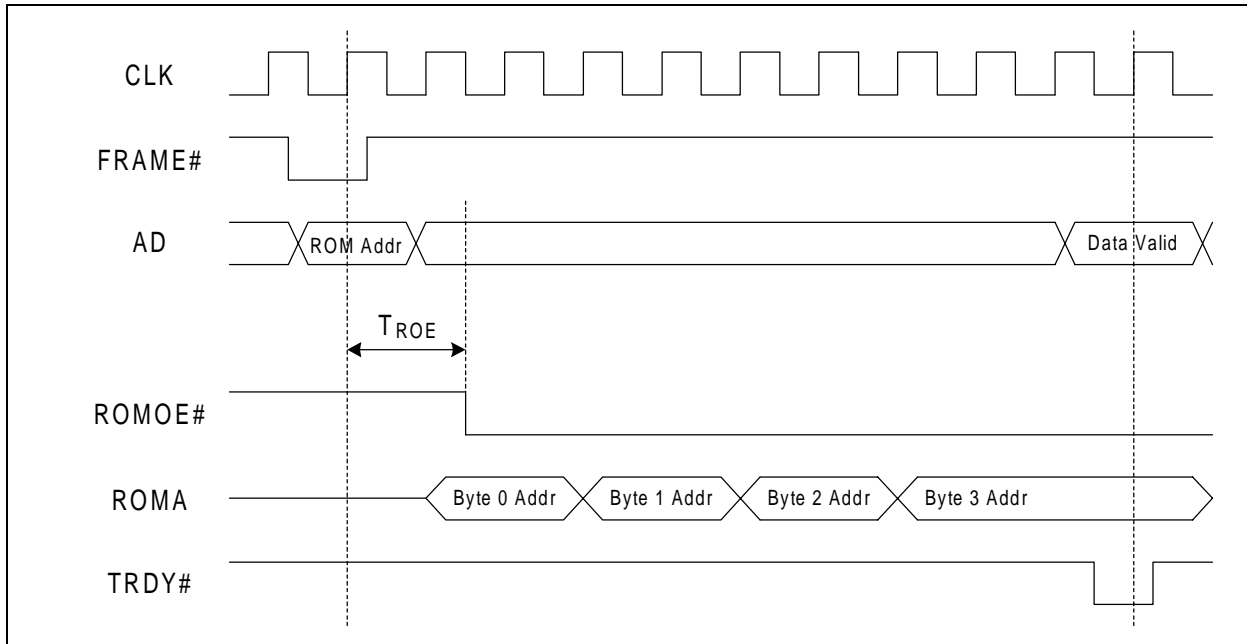 CLK
FRAME#
AD
ROM Addr
Data Valid
TROE
ROMOE#
ROMA
Byte 0 Addr
Byte 1 Addr
Byte 2 Addr
Byte 3 Addr
TRDY#